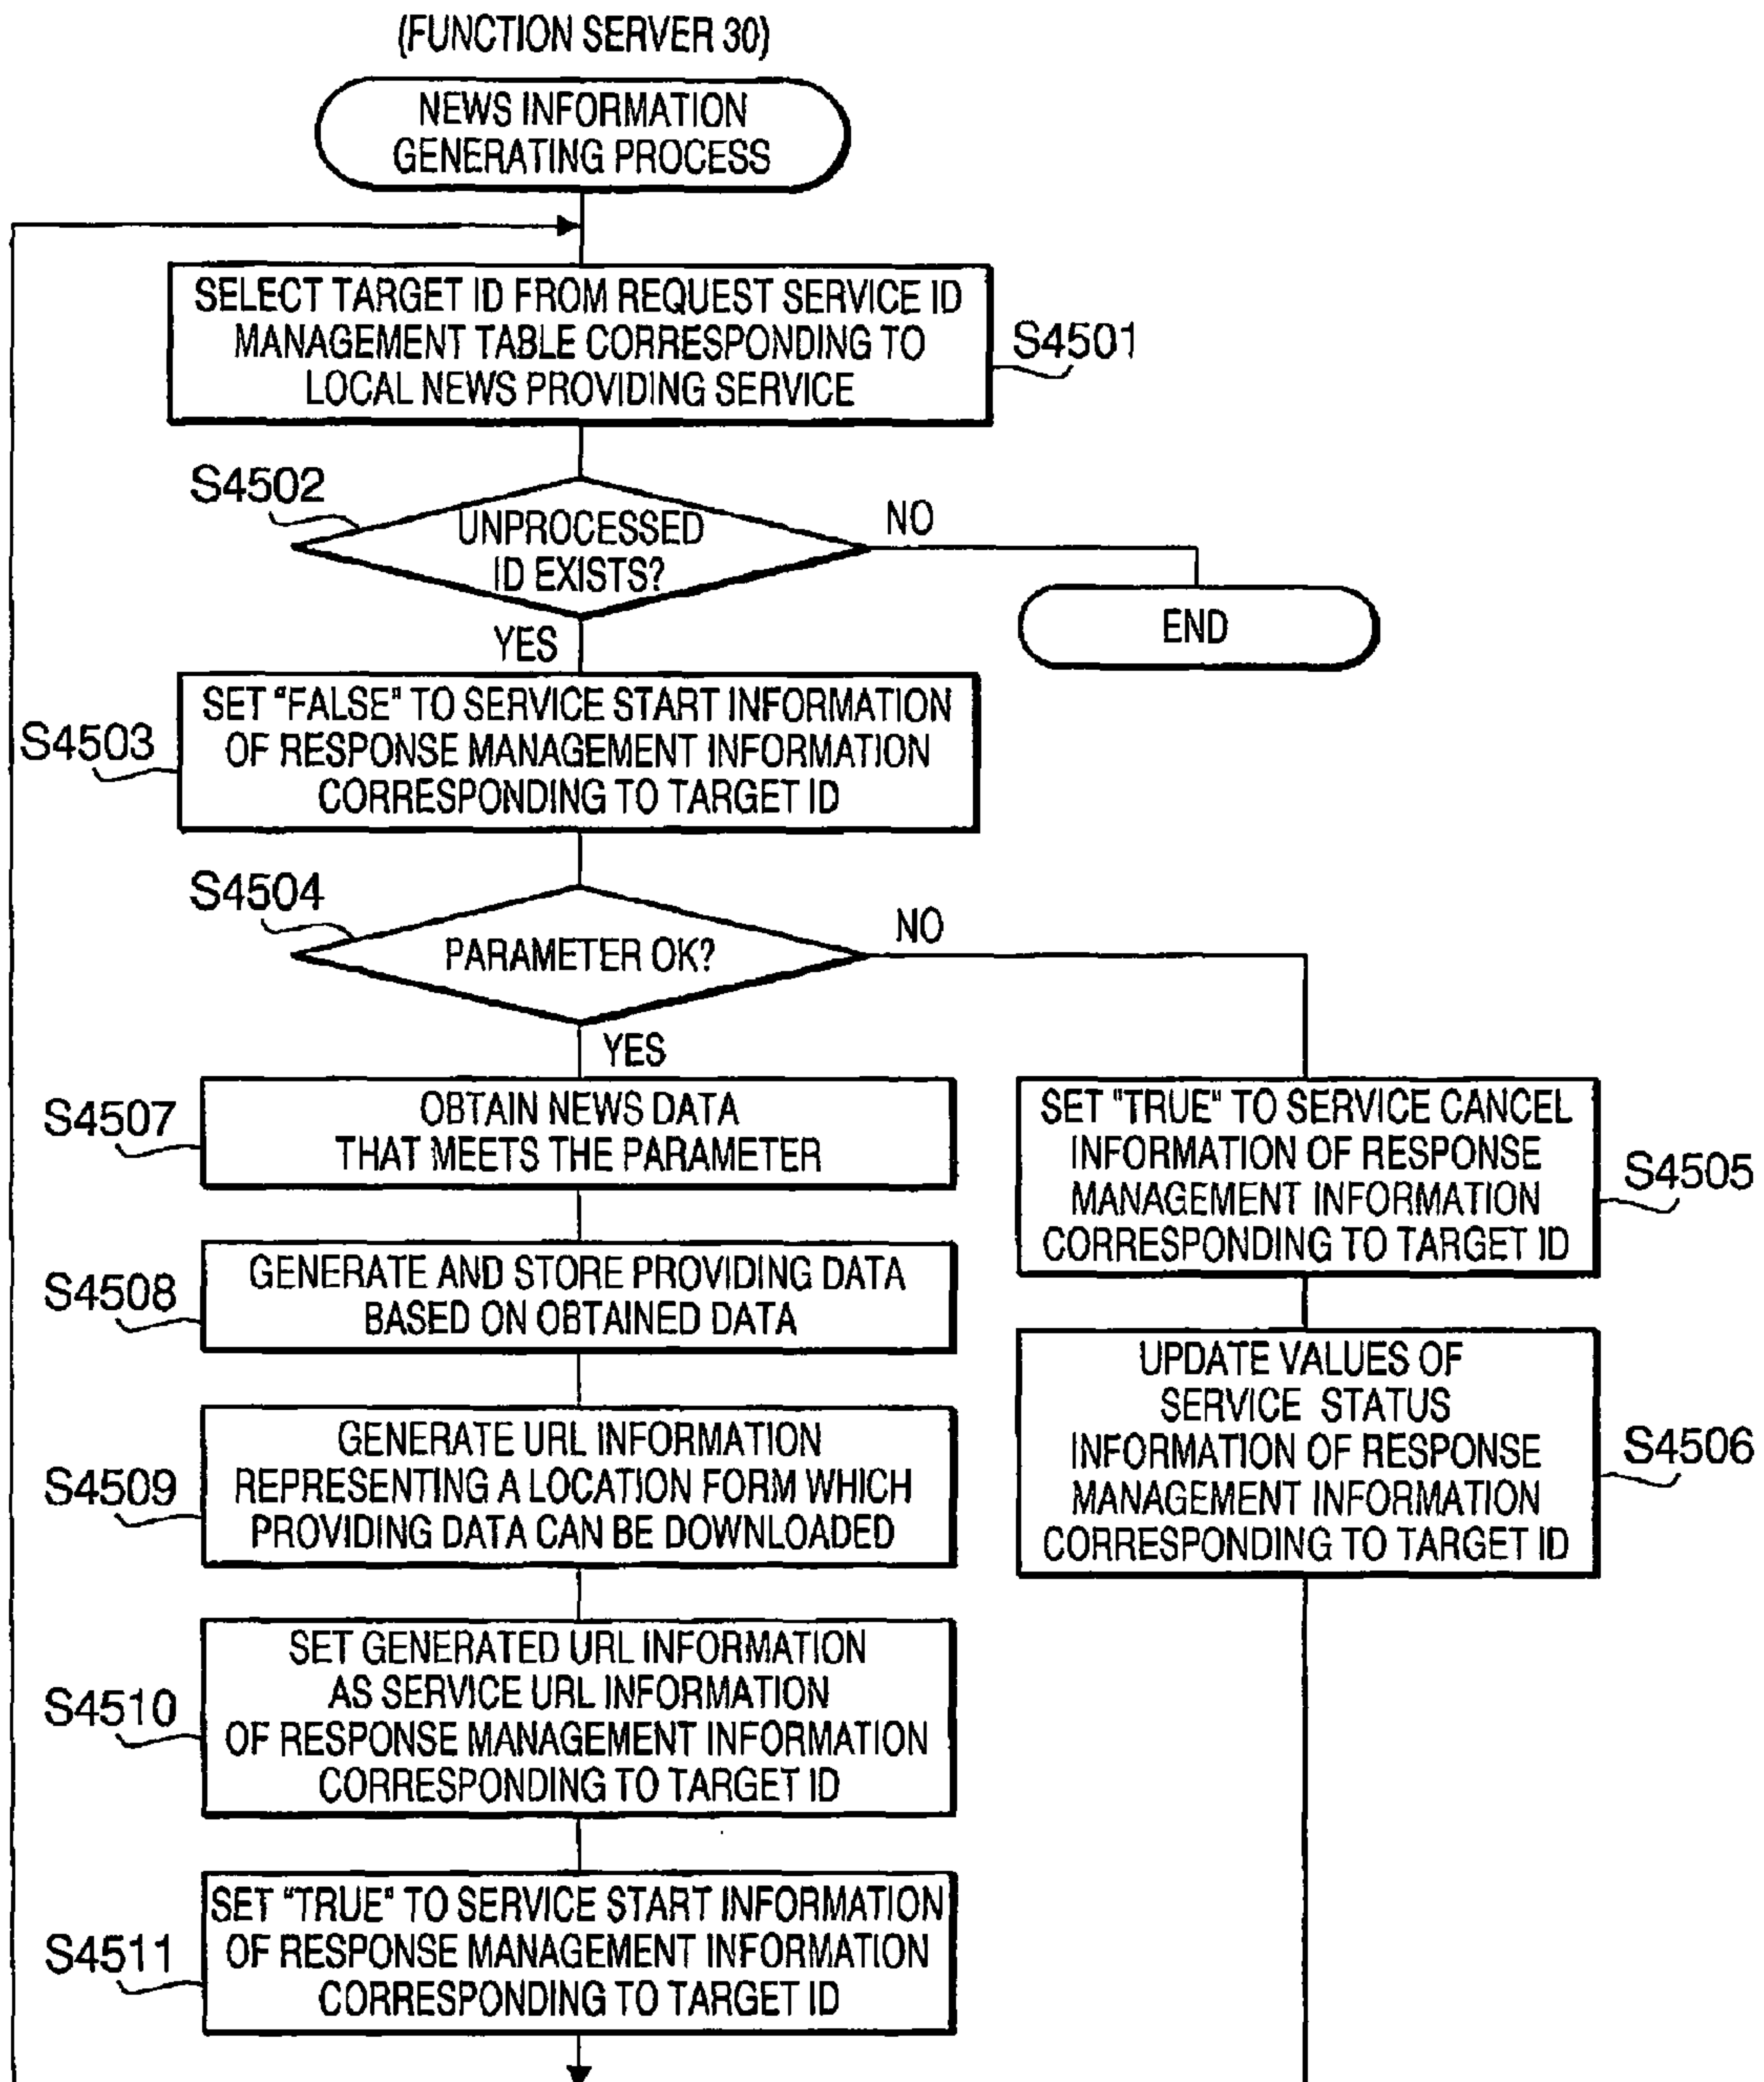 (FUNCTION SERVER 30)
NEWS INFORMATION
GENERATING PROCESS
SELECT TARGET ID FROM REQUEST SERVICE ID
MANAGEMENT TABLE CORRESPONDING TO
LOCAL NEWS PROVIDING SERVICE
S4501
S4502
UNPROCESSED
ID EXISTS?
NO
END
YES
S4503
SET "FALSE" TO SERVICE START INFORMATION
OF RESPONSE MANAGEMENT INFORMATION
CORRESPONDING TO TARGET ID
S4504
PARAMETER OK?
NO
YES
S4507
OBTAIN NEWS DATA
THAT MEETS THE PARAMETER
SET "TRUE" TO SERVICE CANCEL
INFORMATION OF RESPONSE
MANAGEMENT INFORMATION
CORRESPONDING TO TARGET ID
S4505
S4508
GENERATE AND STORE PROVIDING DATA
BASED ON OBTAINED DATA
UPDATE VALUES OF
SERVICE STATUS
INFORMATION OF RESPONSE
MANAGEMENT INFORMATION
CORRESPONDING TO TARGET ID
S4506
S4509
GENERATE URL INFORMATION
REPRESENTING A LOCATION FORM WHICH
PROVIDING DATA CAN BE DOWNLOADED
S4510
SET GENERATED URL INFORMATION
AS SERVICE URL INFORMATION
OF RESPONSE MANAGEMENT INFORMATION
CORRESPONDING TO TARGET ID
S4511
SET "TRUE" TO SERVICE START INFORMATION
OF RESPONSE MANAGEMENT INFORMATION
CORRESPONDING TO TARGET ID